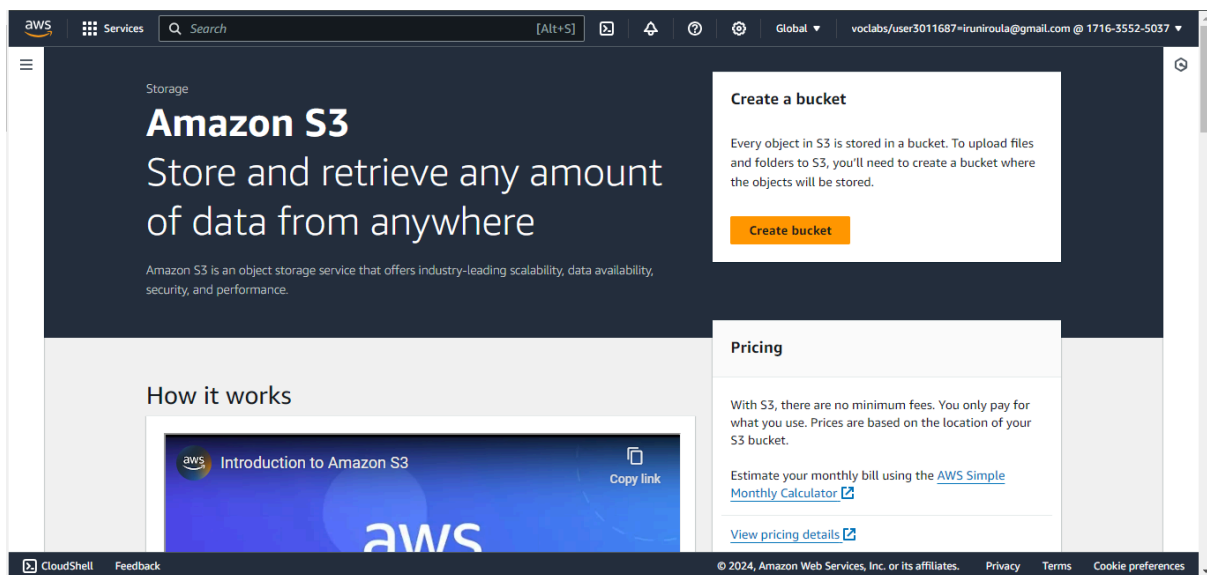 aws
Services
Search
[Alt+S]
Global
voclabs/user3011687=iruniroula@gmail.com @ 1716-3552-5037
Storage
Amazon S3
Store and retrieve any amount
of data from anywhere
Amazon S3 is an object storage service that offers industry-leading scalability, data availability,
security, and performance.
Create a bucket
Every object in S3 is stored in a bucket. To upload files
and folders to S3, you'll need to create a bucket where
the objects will be stored.
Create bucket
Pricing
With S3, there are no minimum fees. You only pay for
what you use. Prices are based on the location of your
S3 bucket.
Estimate your monthly bill using the AWS Simple
Monthly Calculator
View pricing details
How it works
aws
Introduction to Amazon S3
Copy link
aws
CloudShell
Feedback
© 2024, Amazon Web Services, Inc. or its affiliates.
Privacy
Terms
Cookie preferences